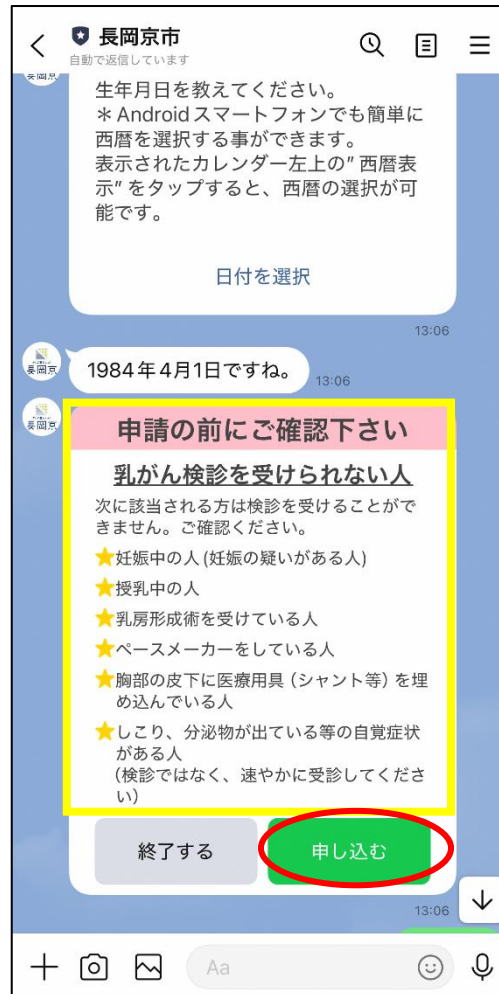 長岡京市
自動で返信しています
長岡京
生年月日を教えてください。
＊Androidスマートフォンでも簡単に
西暦を選択する事ができます。
表示されたカレンダー左上の”西暦表
示”をタップすると、西暦の選択が可
能です。
日付を選択
13:06
長岡京
1984年4月1日ですね。
13:06
長岡京
申請の前にご確認下さい
乳がん検診を受けられない人
次に該当される方は検診を受けることがで
きません。ご確認ください。
⭐妊娠中の人(妊娠の疑いがある人)
⭐授乳中の人
⭐乳房形成術を受けている人
⭐ペースメーカーをしている人
⭐胸部の皮下に医療用具（シャント等）を埋
め込んでいる人
⭐しこり、分泌物が出ている等の自覚症状
がある人
(検診ではなく、速やかに受診してくださ
い)
終了する
申し込む
13:06
Aa